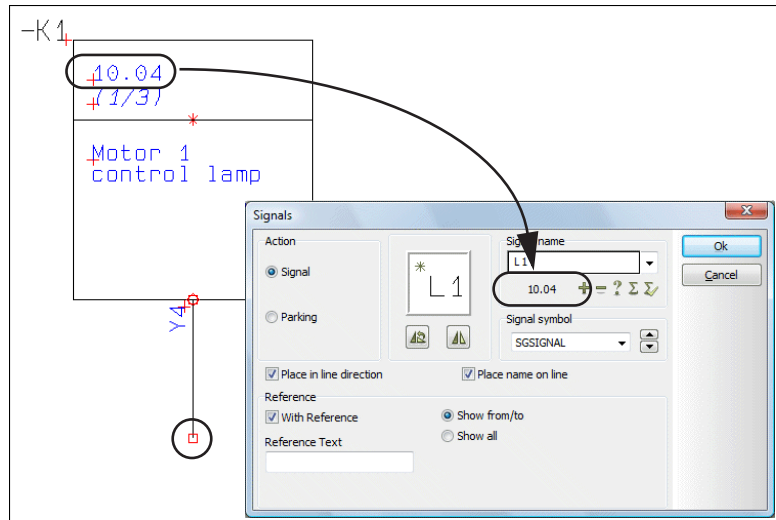 -K1
10.04
(1/3)
Motor 1
control lamp
Y4
Signals
Action
Signal
Parking
L1
Signal name
L1
10.04
Signal symbol
SGSIGNAL
Ok
Cancel
Place in line direction
Place name on line
Reference
With Reference
Show from/to
Show all
Reference Text